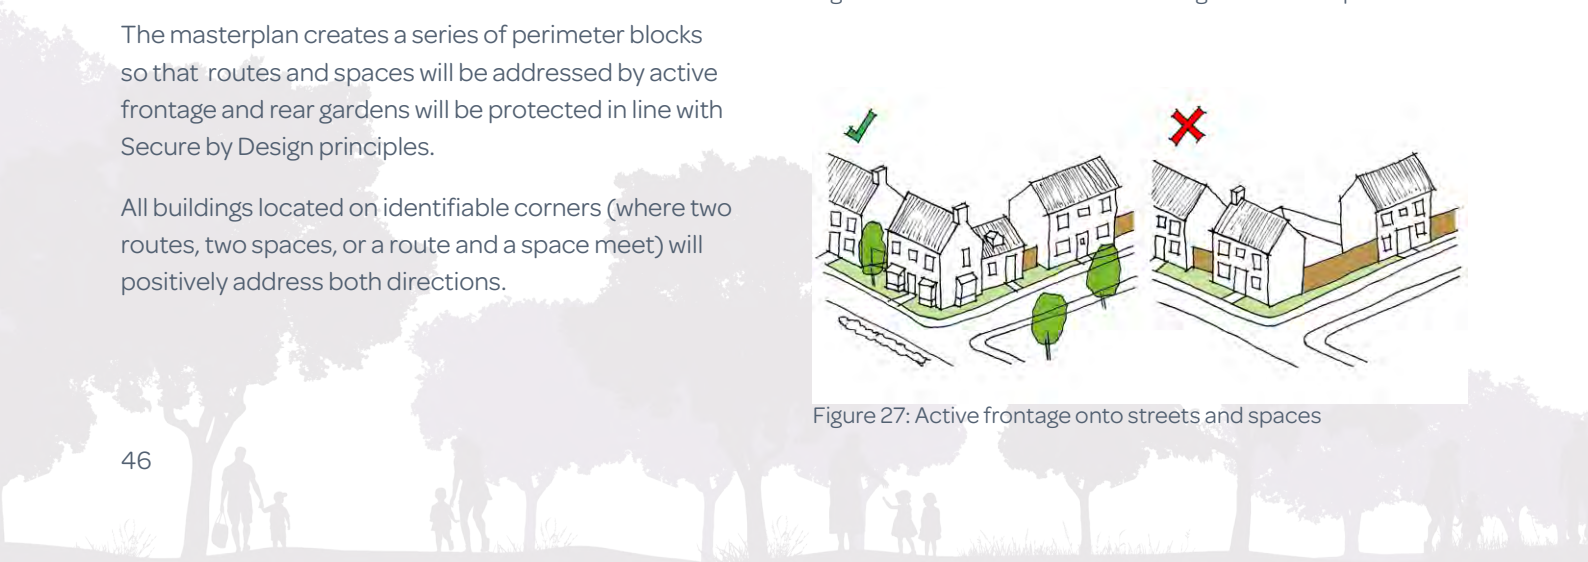 The masterplan creates a series of perimeter blocks
so that routes and spaces will be addressed by active
frontage and rear gardens will be protected in line with
Secure by Design principles.
All buildings located on identifiable corners (where two
routes, two spaces, or a route and a space meet) will
positively address both directions.
Figure 27: Active frontage onto streets and spaces
46